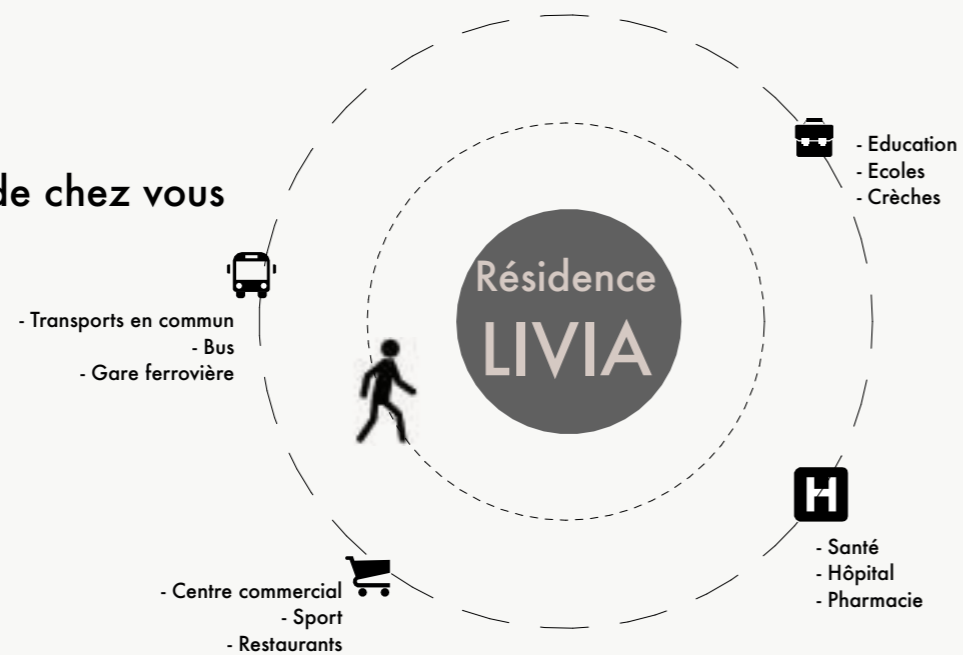 de chez vous
- Education
- Ecoles
- Crèches
Résidence
LIVIA
- Transports en commun
- Bus
- Gare ferrovière
H
- Santé
- Hôpital
- Pharmacie
- Centre commercial
- Sport
- Restaurants